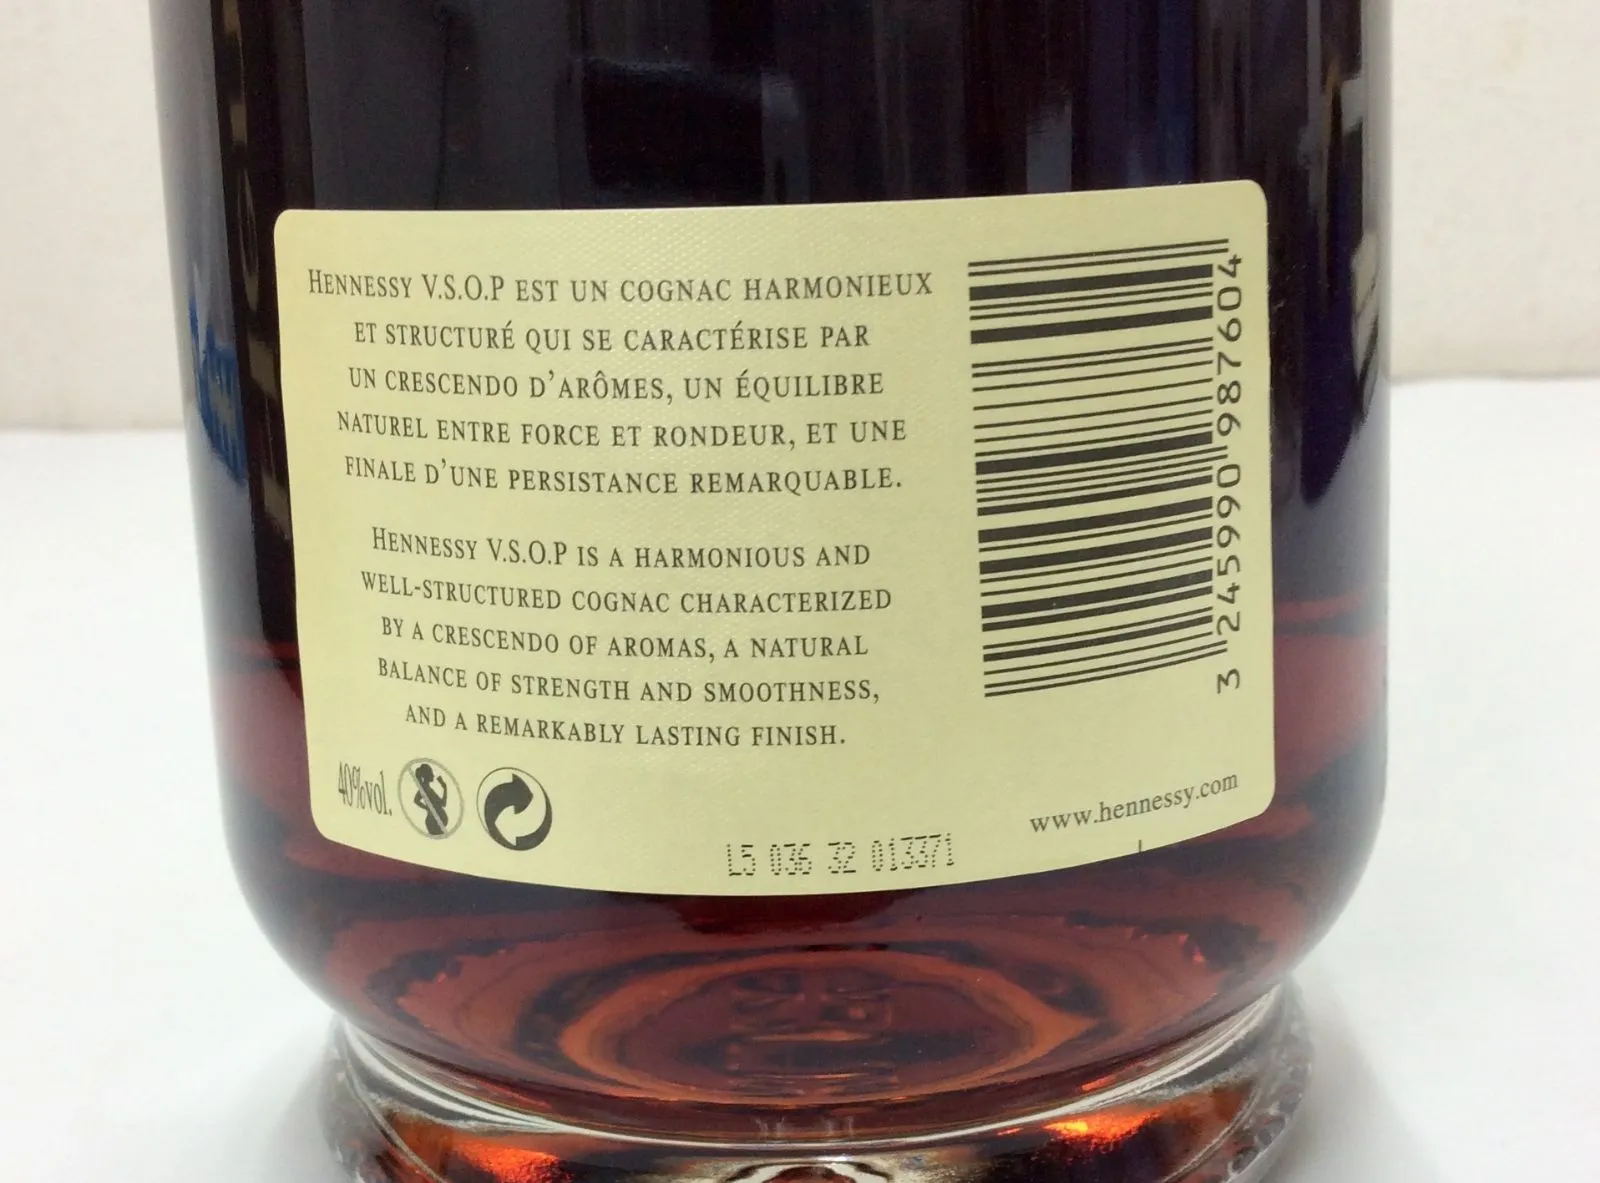 HENNESSY V.S.O.P EST UN COGNAC HARMONIEUX
ET STRUCTURÉ QUI SE CARACTÉRISE PAR
UN CRESCENDO D'ARÔMES, UN ÉQUILIBRE
NATUREL ENTRE FORCE ET RONDEUR, ET UNE
FINALE D'UNE PERSISTANCE REMARQUABLE.
HENNESSY V.S.O.P IS A HARMONIOUS AND
WELL-STRUCTURED COGNAC CHARACTERIZED
BY A CRESCENDO OF AROMAS, A NATURAL
BALANCE OF STRENGTH AND SMOOTHNESS,
AND A REMARKABLY LASTING FINISH.
40%vol.
L5 036 32 013371
www.hennessy.com
3 245990 987604